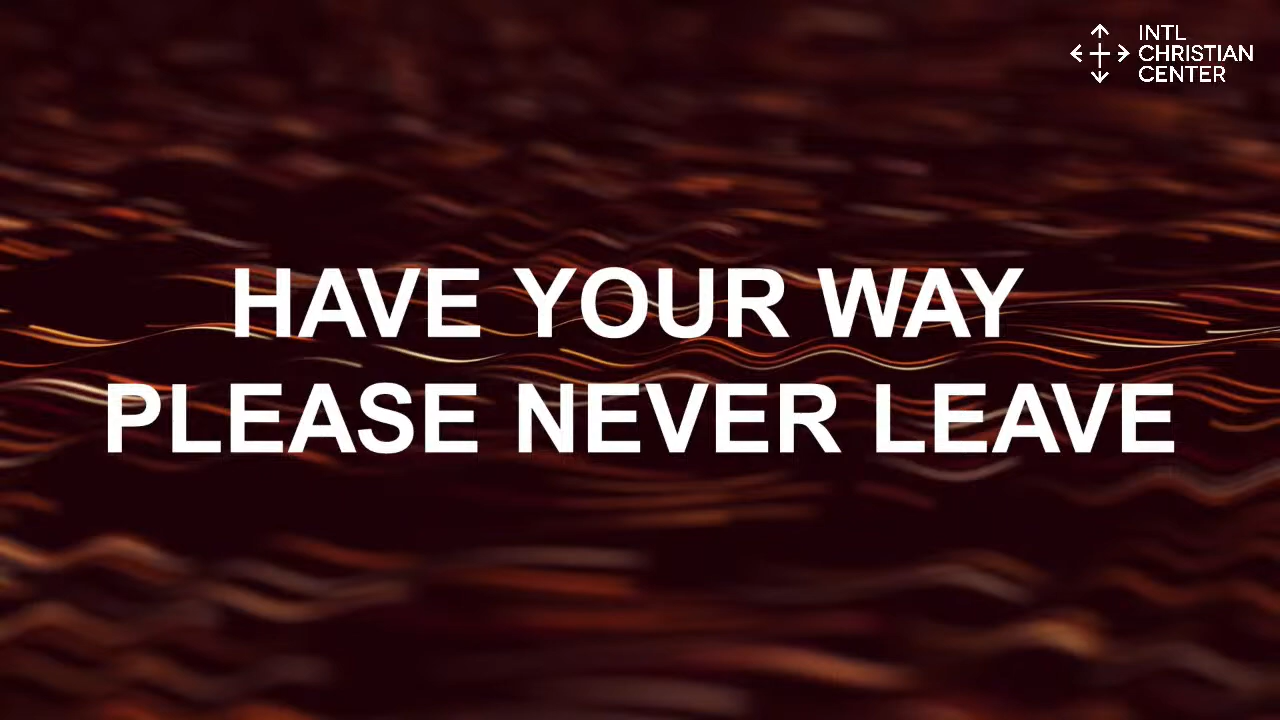 INTL
CHRISTIAN
CENTER
HAVE YOUR WAY
PLEASE NEVER LEAVE